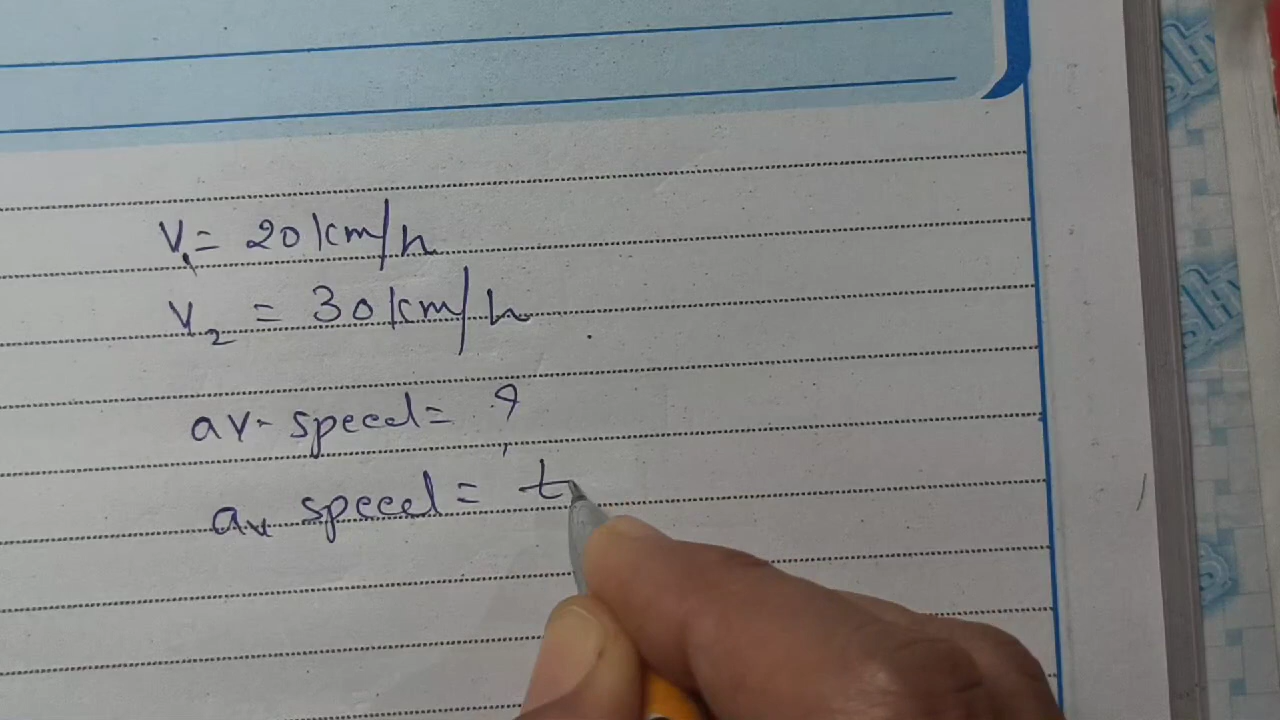 V₁ = 20 km/h
V₂ = 30 km/h
av- speed = ?
av speed = t